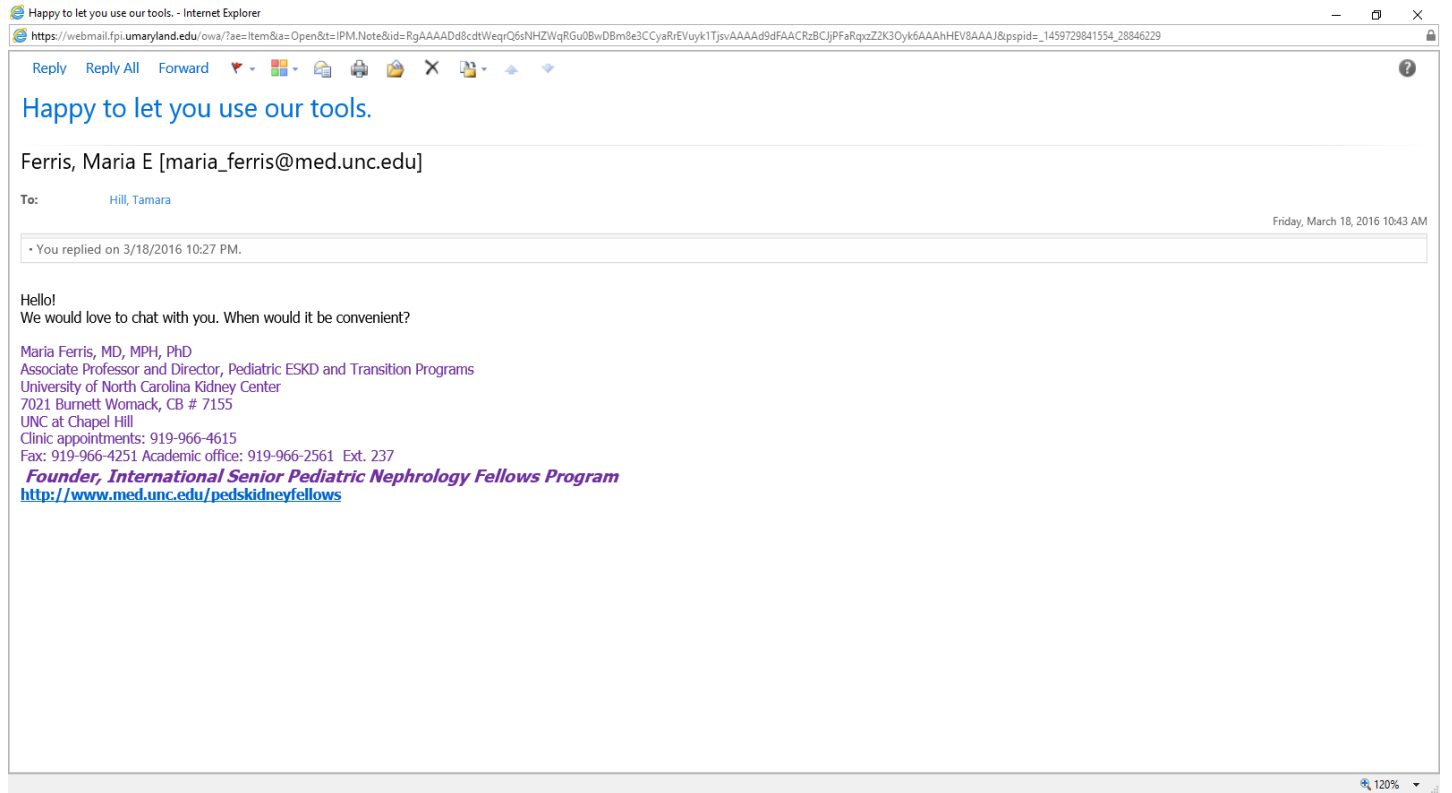 Happy to let you use our tools. - Internet Explorer
https://webmail.fpi.umaryland.edu/owa/?ae=Item&a=Open&t=IPM.Note&id=RgAAAADd8cdtWeqrQ6sNHZWqRGu0BwDBm8e3CCyaRrEVuyk1TjsvAAAAd9dFAACRzBCJjPFaRqxzZ2K3Oyk6AAAhHEV8AAAJ&pspid=_1459729841554_28846229
Reply Reply All Forward
Happy to let you use our tools.
Ferris, Maria E [maria_ferris@med.unc.edu]
To: Hill, Tamara
Friday, March 18, 2016 10:43 AM
• You replied on 3/18/2016 10:27 PM.
Hello!
We would love to chat with you. When would it be convenient?
Maria Ferris, MD, MPH, PhD
Associate Professor and Director, Pediatric ESKD and Transition Programs
University of North Carolina Kidney Center
7021 Burnett Womack, CB # 7155
UNC at Chapel Hill
Clinic appointments: 919-966-4615
Fax: 919-966-4251 Academic office: 919-966-2561 Ext. 237
Founder, International Senior Pediatric Nephrology Fellows Program
http://www.med.unc.edu/pedskidneyfellows
120%